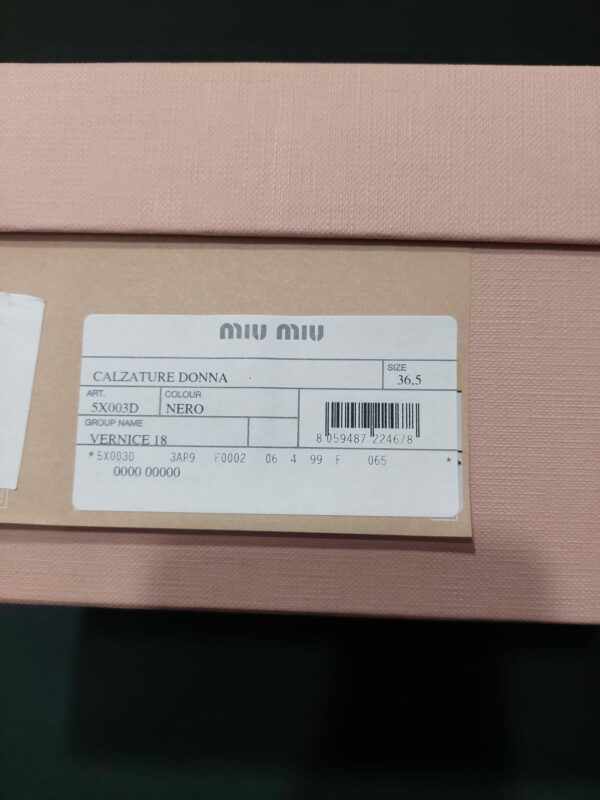 miu miu
CALZATURE DONNA
SIZE
36,5
ART.
5X003D
COLOUR
NERO
GROUP NAME
VERNICE 18
8 059487 224678
*5X003D 3AP9 F0002 06 4 99 F 065 *
0000 00000